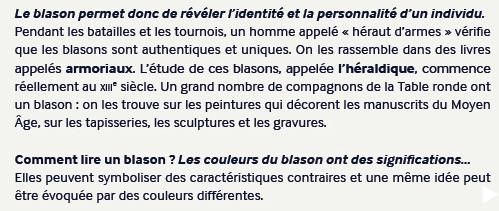 Le blason permet donc de révéler l’identité et la personnalité d’un individu.
Pendant les batailles et les tournois, un homme appelé « héraut d’armes » vérifie
que les blasons sont authentiques et uniques. On les rassemble dans des livres
appelés armoriaux. L’étude de ces blasons, appelée l’héraldique, commence
réellement au XIIIe siècle. Un grand nombre de compagnons de la Table ronde ont
un blason : on les trouve sur les peintures qui décorent les manuscrits du Moyen
Âge, sur les tapisseries, les sculptures et les gravures.
Comment lire un blason ? Les couleurs du blason ont des significations...
Elles peuvent symboliser des caractéristiques contraires et une même idée peut
être évoquée par des couleurs différentes.